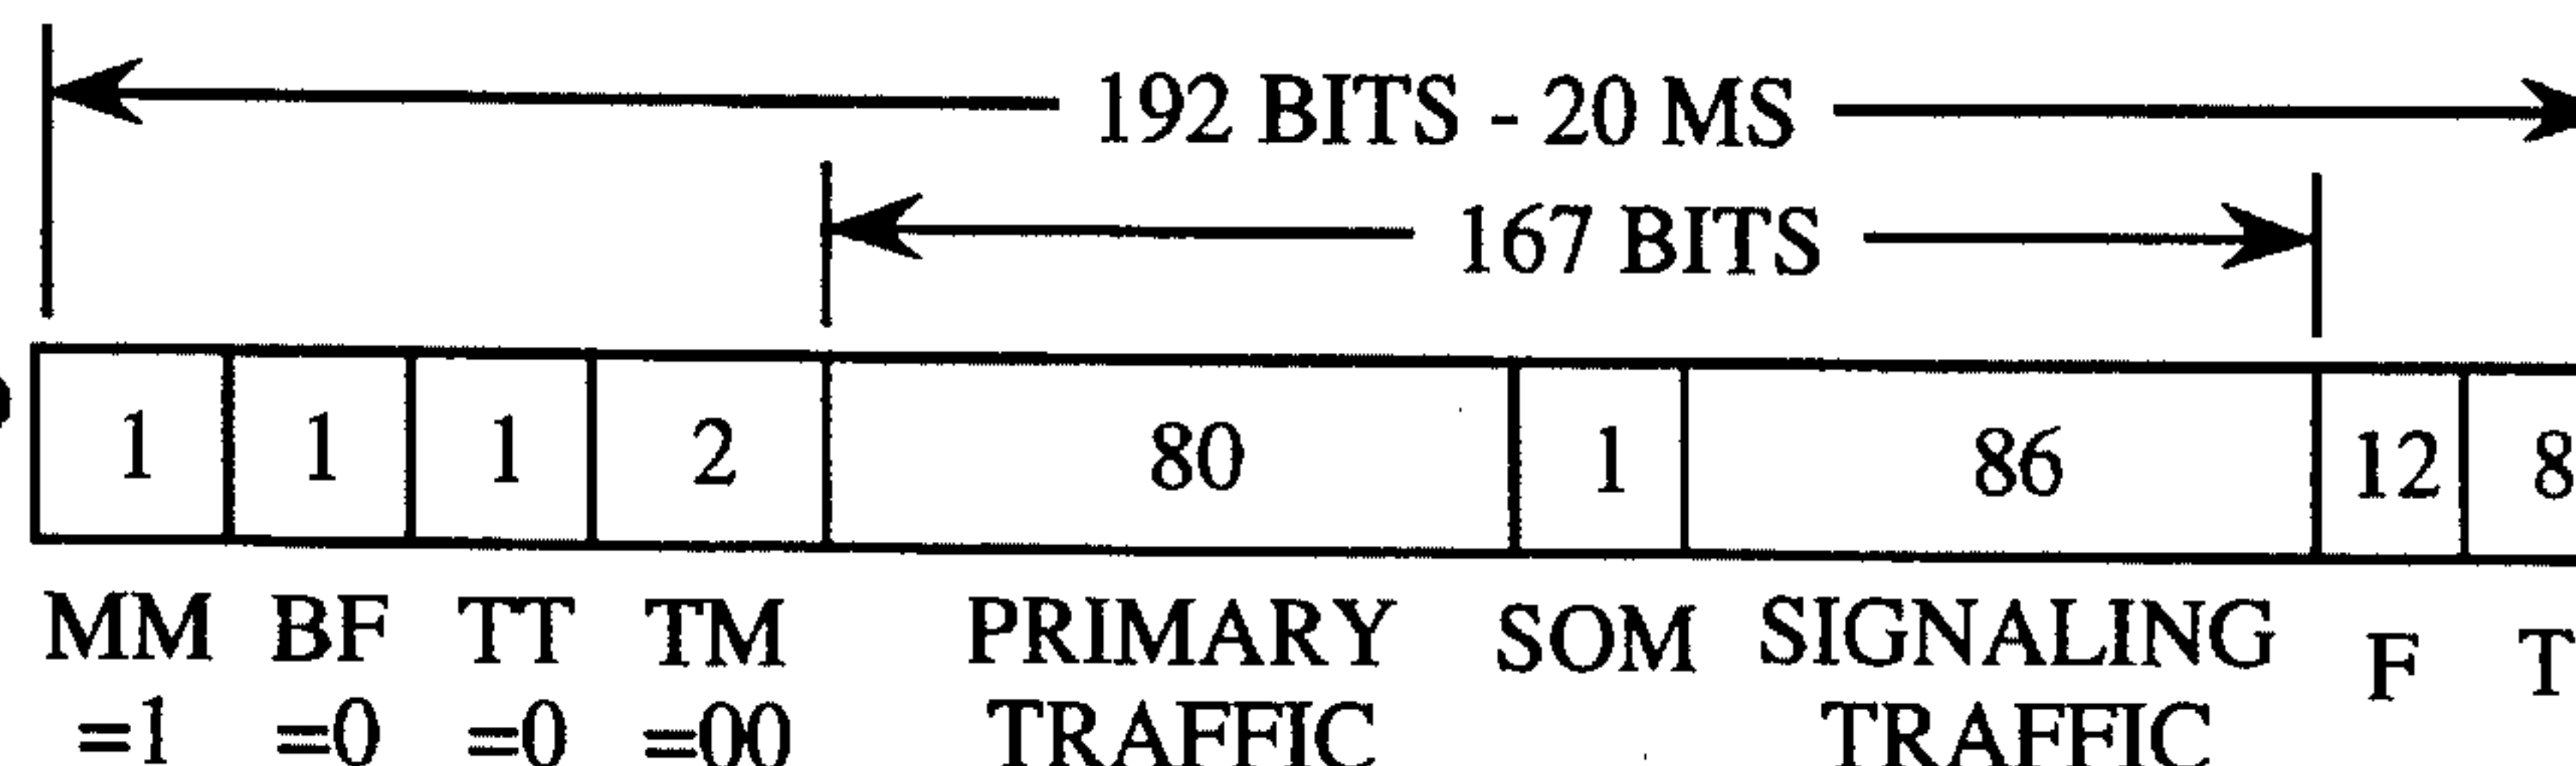 192 BITS - 20 MS
167 BITS
1 1 1 2 80 1 86 12 8
MM BF TT TM PRIMARY SOM SIGNALING F T
=1 =0 =0 =00 TRAFFIC TRAFFIC